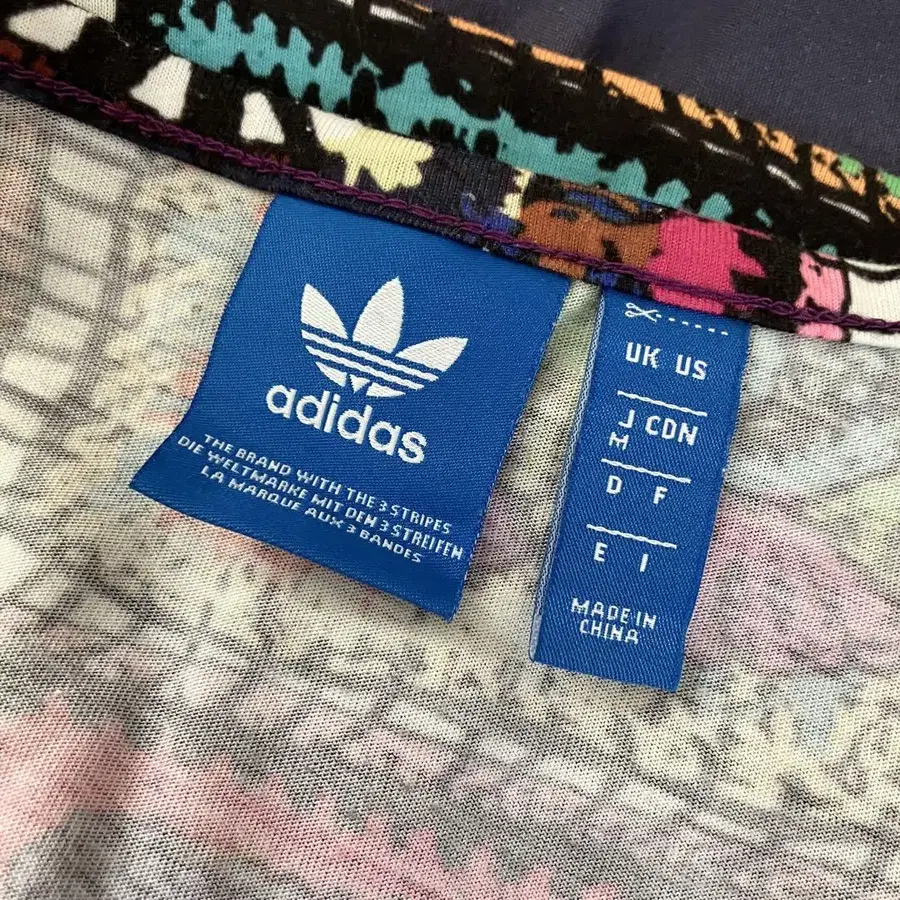 adidas
THE BRAND WITH THE 3 STRIPES
DIE WELTMARKE MIT DEN 3 STREIFEN
LA MARQUE AUX 3 BANDES
UK US
J CDN
M
D F
E I
MADE IN
CHINA